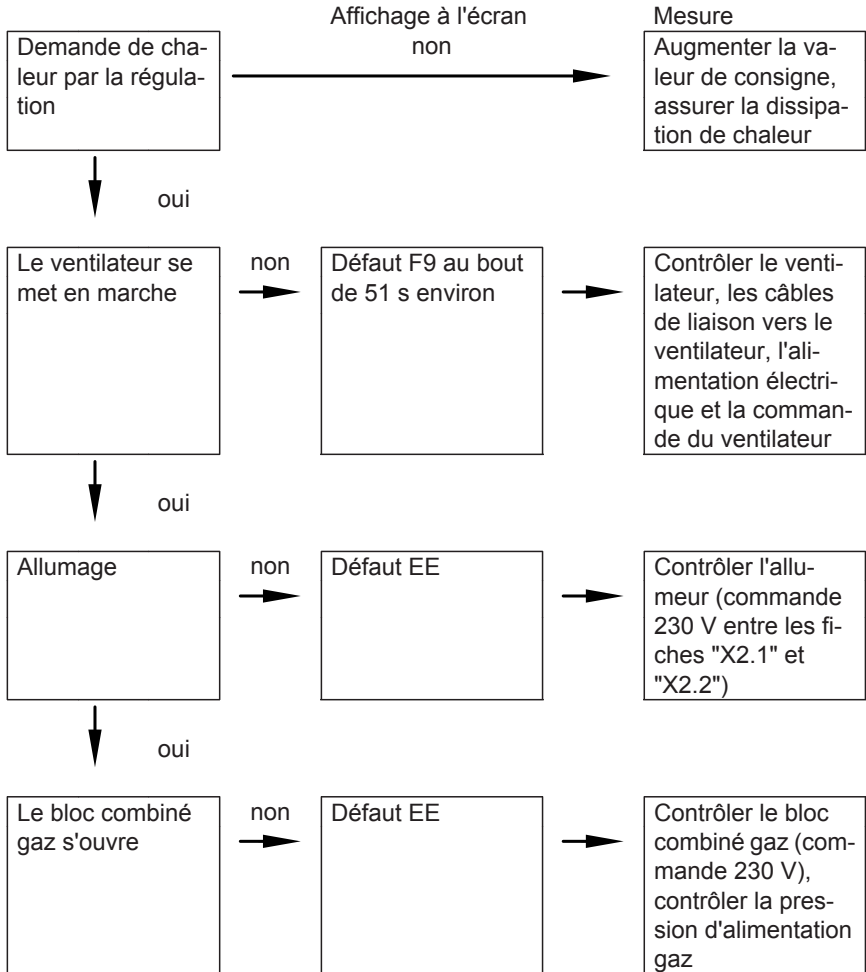 Affichage à l'écran
Mesure
Demande de cha-
leur par la régula-
tion
non
Augmenter la va-
leur de consigne,
assurer la dissipa-
tion de chaleur
oui
Le ventilateur se
met en marche
non
Défaut F9 au bout
de 51 s environ
Contrôler le venti-
lateur, les câbles
de liaison vers le
ventilateur, l'ali-
mentation électri-
que et la comman-
de du ventilateur
oui
Allumage
non
Défaut EE
Contrôler l'allu-
meur (commande
230 V entre les fi-
ches "X2.1" et
"X2.2")
oui
Le bloc combiné
gaz s'ouvre
non
Défaut EE
Contrôler le bloc
combiné gaz (com-
mande 230 V),
contrôler la pres-
sion d'alimentation
gaz